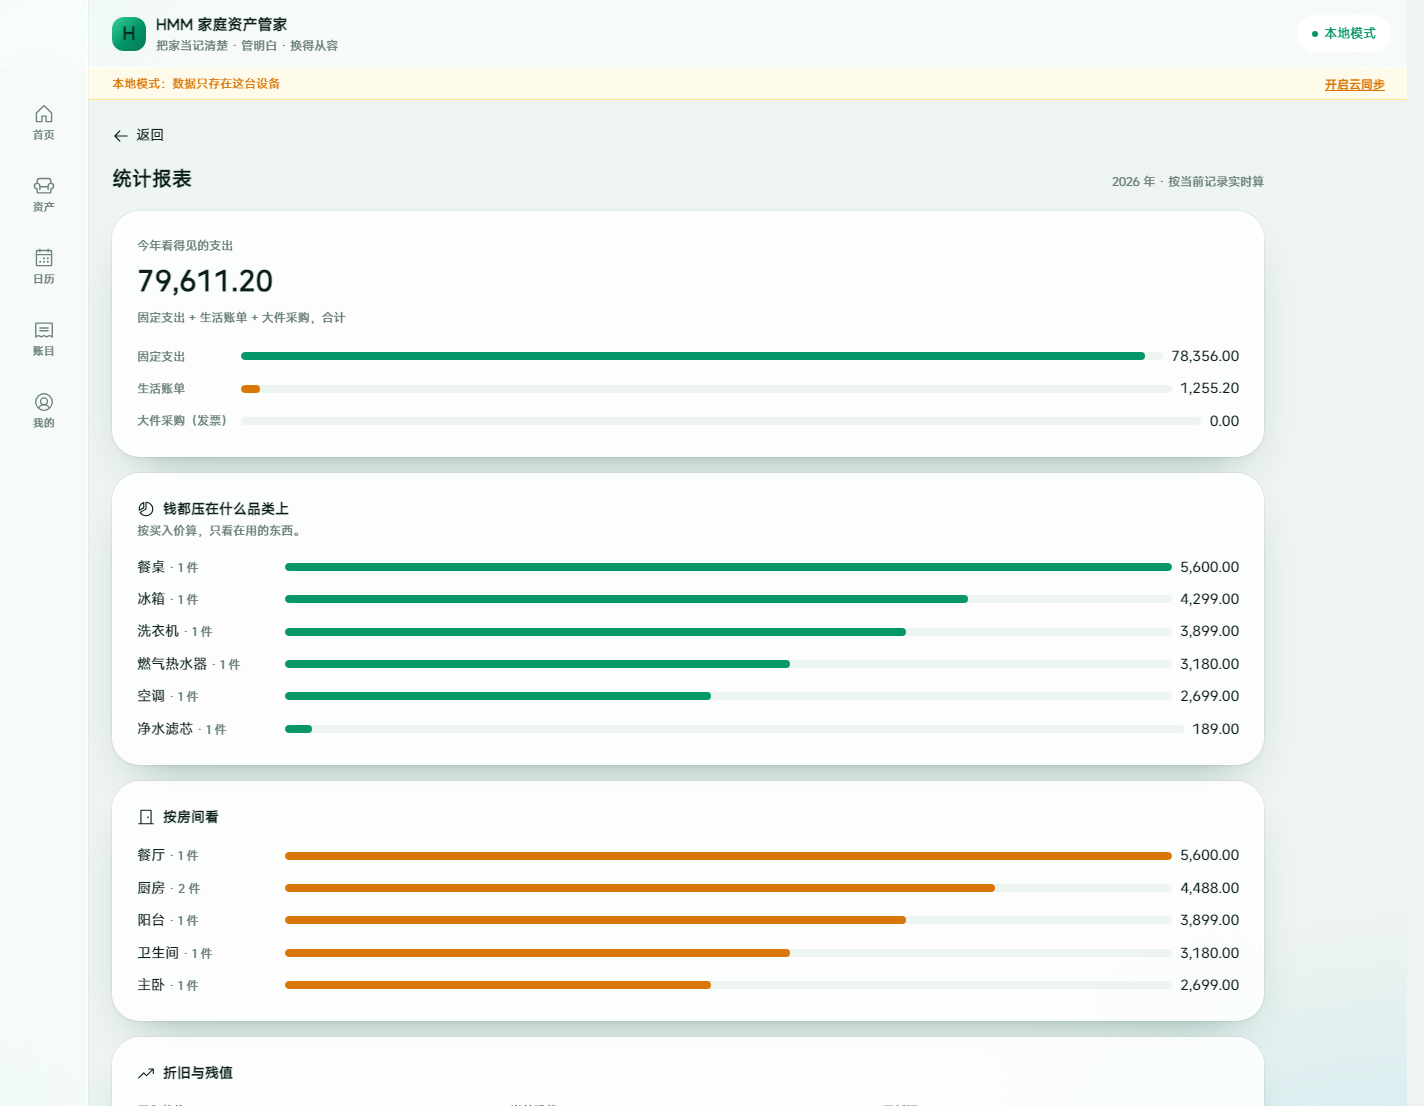 H
HMM 家庭资产管家
把家当记清楚 · 管明白 · 换得从容
本地模式
本地模式：数据只存在这台设备
开启云同步
首页
资产
日历
账目
我的
返回
统计报表
2026 年 · 按当前记录实时算
今年看得见的支出
79,611.20
固定支出 + 生活账单 + 大件采购，合计
固定支出 78,356.00
生活账单 1,255.20
大件采购（发票） 0.00
钱都压在什么品类上
按买入价算，只看在用的东西。
餐桌 · 1 件 5,600.00
冰箱 · 1 件 4,299.00
洗衣机 · 1 件 3,899.00
燃气热水器 · 1 件 3,180.00
空调 · 1 件 2,699.00
净水滤芯 · 1 件 189.00
按房间看
餐厅 · 1 件 5,600.00
厨房 · 2 件 4,488.00
阳台 · 1 件 3,899.00
卫生间 · 1 件 3,180.00
主卧 · 1 件 2,699.00
折旧与残值